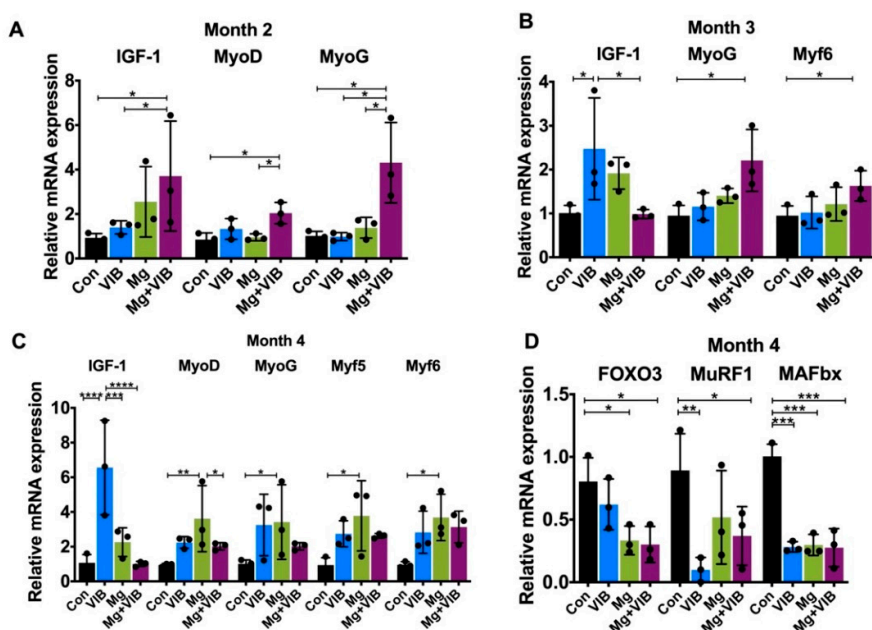 A
Month 2
IGF-1 MyoD MyoG
Relative mRNA expression
8
6
4
2
0
* * * * * * *
Con VIB Mg Mg+VIB Con VIB Mg Mg+VIB Con VIB Mg Mg+VIB
B
Month 3
IGF-1 MyoG Myf6
Relative mRNA expression
4
3
2
1
0
* * * *
Con VIB Mg Mg+VIB Con VIB Mg Mg+VIB Con VIB Mg Mg+VIB
C
Month 4
IGF-1 MyoD MyoG Myf5 Myf6
Relative mRNA expression
10
8
6
4
2
0
****
**** ***
** * * * *
Con VIB Mg Mg+VIB Con VIB Mg Mg+VIB Con VIB Mg Mg+VIB Con VIB Mg Mg+VIB Con VIB Mg Mg+VIB
D
Month 4
FOXO3 MuRF1 MAFbx
Relative mRNA expression
1.5
1.0
0.5
0.0
* * ***
* ** ***
***
Con VIB Mg Mg+VIB Con VIB Mg Mg+VIB Con VIB Mg Mg+VIB